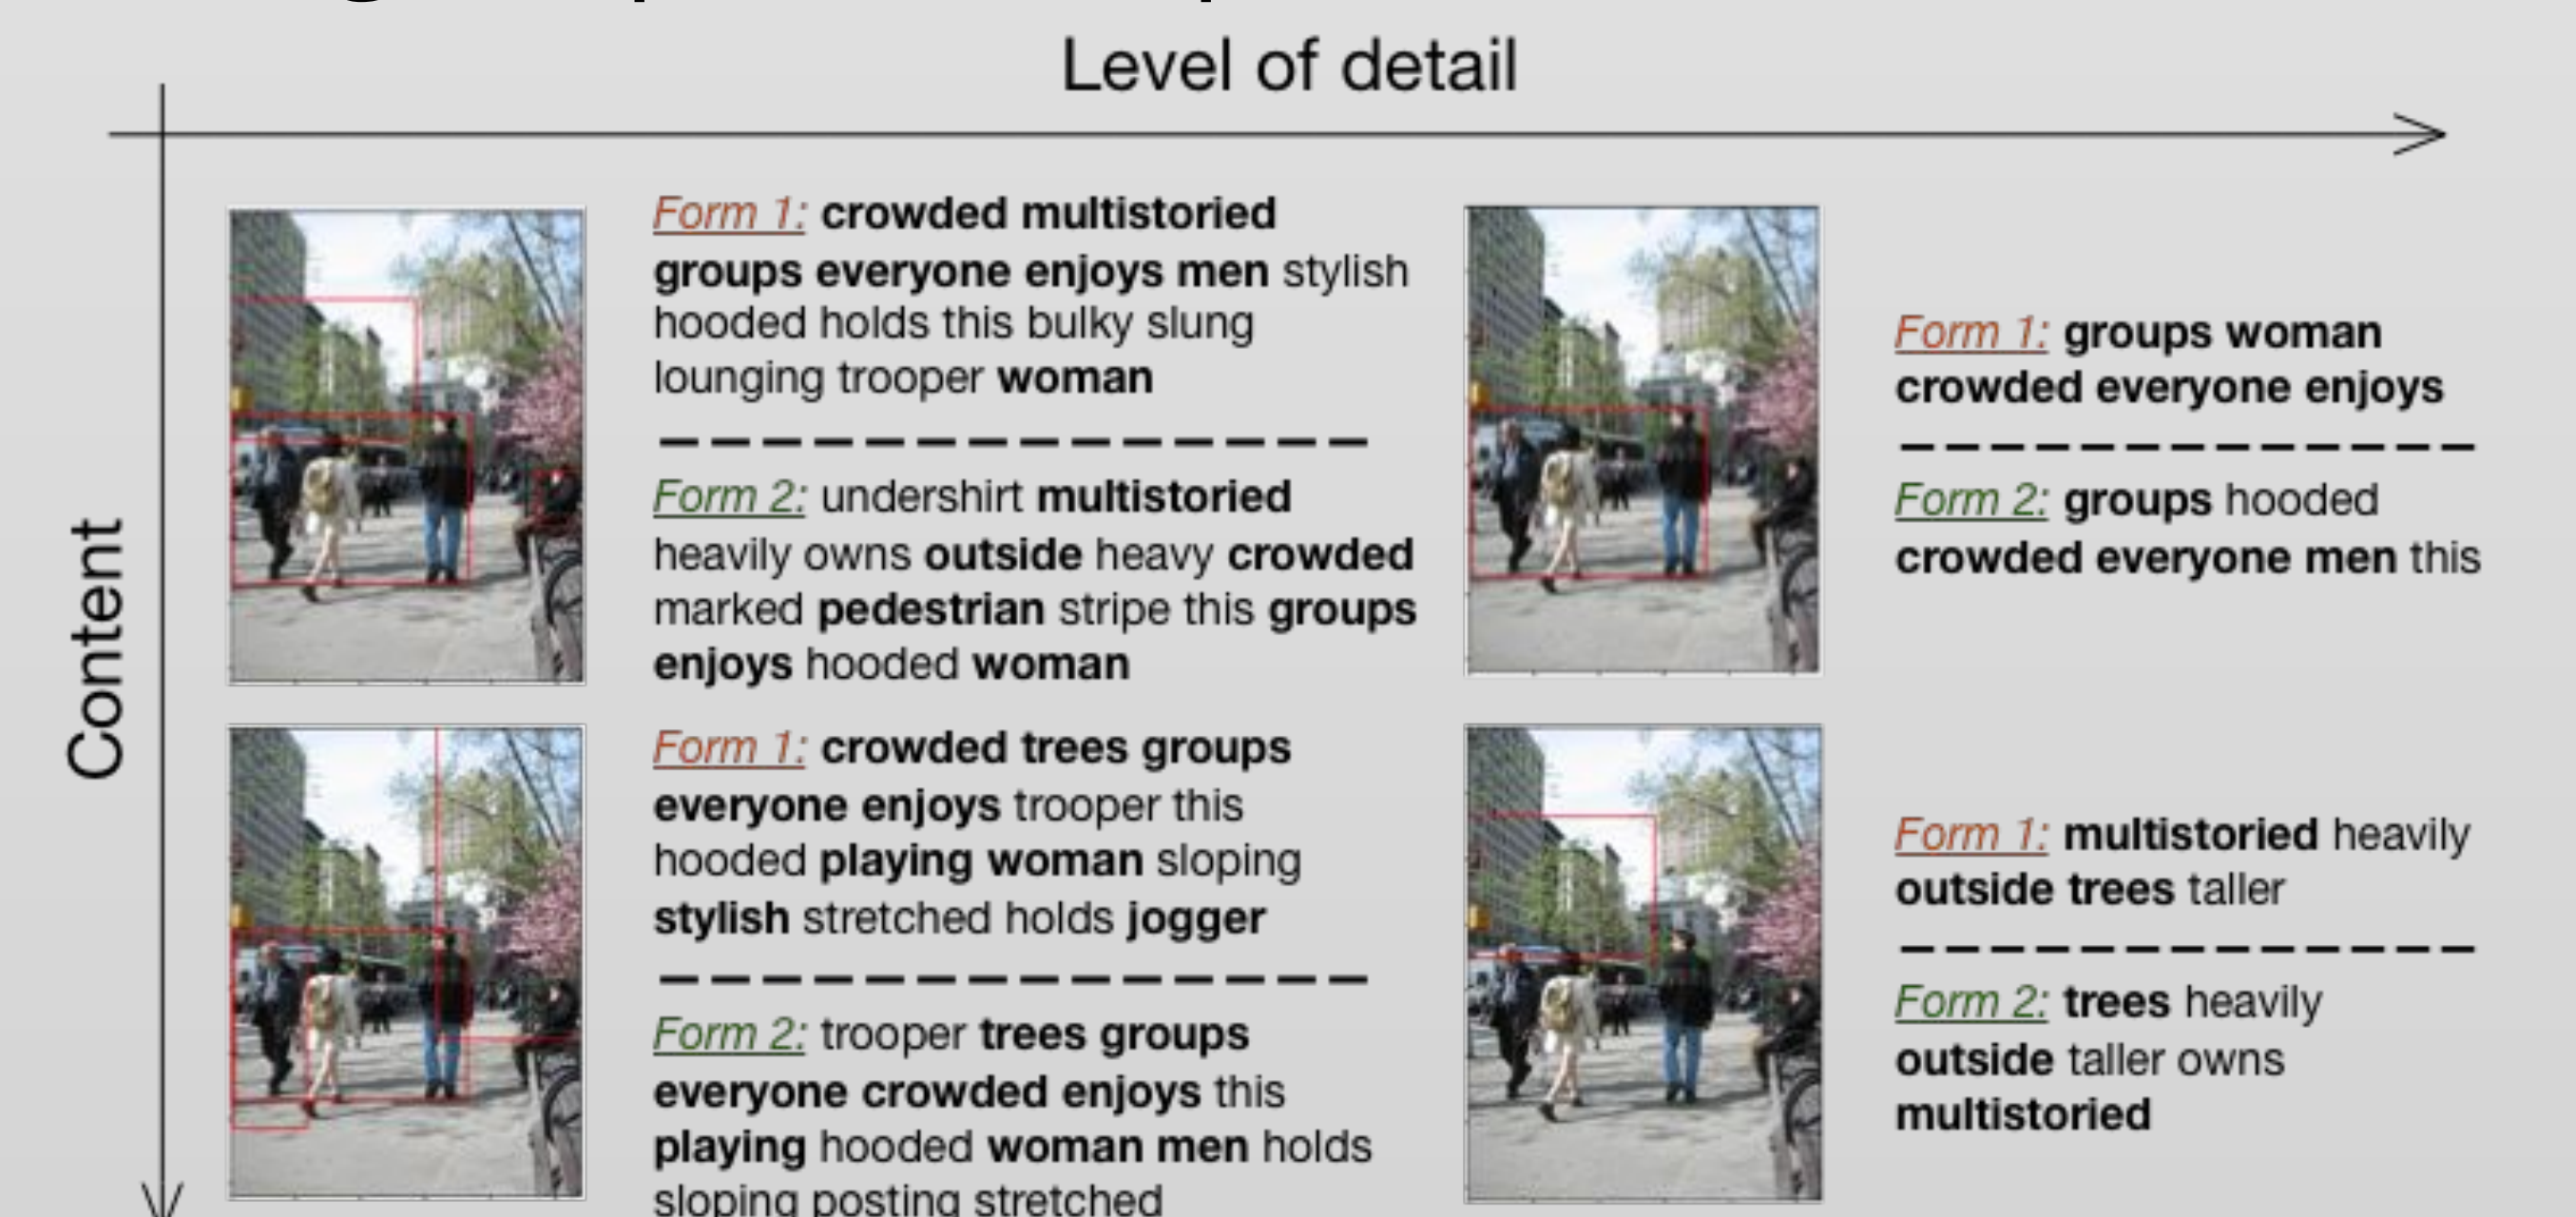 Level of detail
Content
Form 1: crowded multistoried
groups everyone enjoys men stylish
hooded holds this bulky slung
lounging trooper woman
Form 2: undershirt multistoried
heavily owns outside heavy crowded
marked pedestrian stripe this groups
enjoys hooded woman
Form 1: groups woman
crowded everyone enjoys
Form 2: groups hooded
crowded everyone men this
Form 1: crowded trees groups
everyone enjoys trooper this
hooded playing woman sloping
stylish stretched holds jogger
Form 2: trooper trees groups
everyone crowded enjoys this
playing hooded woman men holds
sloping posting stretched
Form 1: multistoried heavily
outside trees taller
Form 2: trees heavily
outside taller owns
multistoried